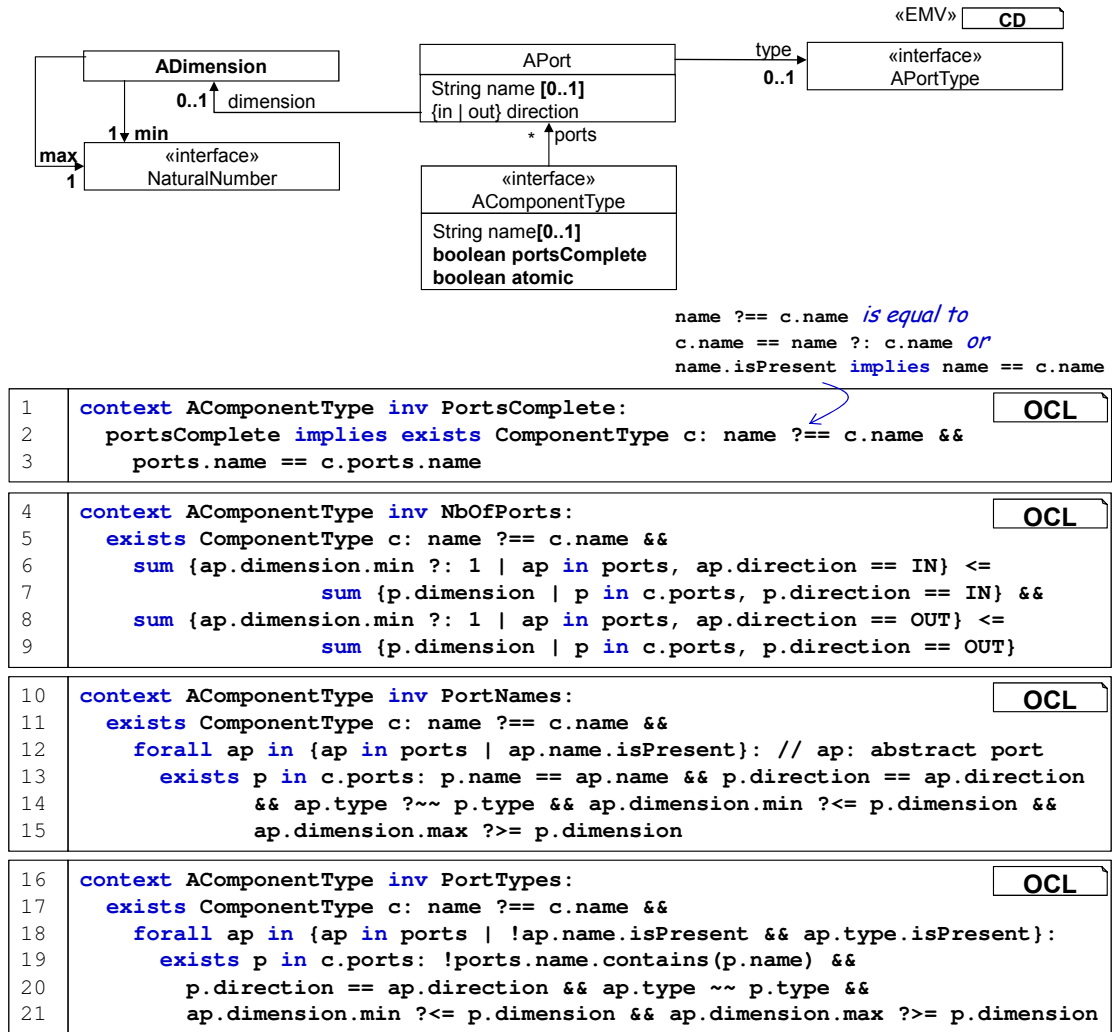 «EMV» CD
ADimension
0..1 dimension
1 min
max
1
«interface»
NaturalNumber
APort
String name [0..1]
{in | out} direction
type
0..1
«interface»
APortType
* ports
«interface»
AComponentType
String name[0..1]
boolean portsComplete
boolean atomic
name ?== c.name is equal to
c.name == name ?: c.name or
name.isPresent implies name == c.name
OCL
1 context AComponentType inv PortsComplete:
2 portsComplete implies exists ComponentType c: name ?== c.name &&
3 ports.name == c.ports.name
OCL
4 context AComponentType inv NbOfPorts:
5 exists ComponentType c: name ?== c.name &&
6 sum {ap.dimension.min ?: 1 | ap in ports, ap.direction == IN} <=
7 sum {p.dimension | p in c.ports, p.direction == IN} &&
8 sum {ap.dimension.min ?: 1 | ap in ports, ap.direction == OUT} <=
9 sum {p.dimension | p in c.ports, p.direction == OUT}
OCL
10 context AComponentType inv PortNames:
11 exists ComponentType c: name ?== c.name &&
12 forall ap in {ap in ports | ap.name.isPresent}: // ap: abstract port
13 exists p in c.ports: p.name == ap.name && p.direction == ap.direction
14 && ap.type ?~~ p.type && ap.dimension.min ?<= p.dimension &&
15 ap.dimension.max ?>= p.dimension
OCL
16 context AComponentType inv PortTypes:
17 exists ComponentType c: name ?== c.name &&
18 forall ap in {ap in ports | !ap.name.isPresent && ap.type.isPresent}:
19 exists p in c.ports: !ports.name.contains(p.name) &&
20 p.direction == ap.direction && ap.type ~~ p.type &&
21 ap.dimension.min ?<= p.dimension && ap.dimension.max ?>= p.dimension